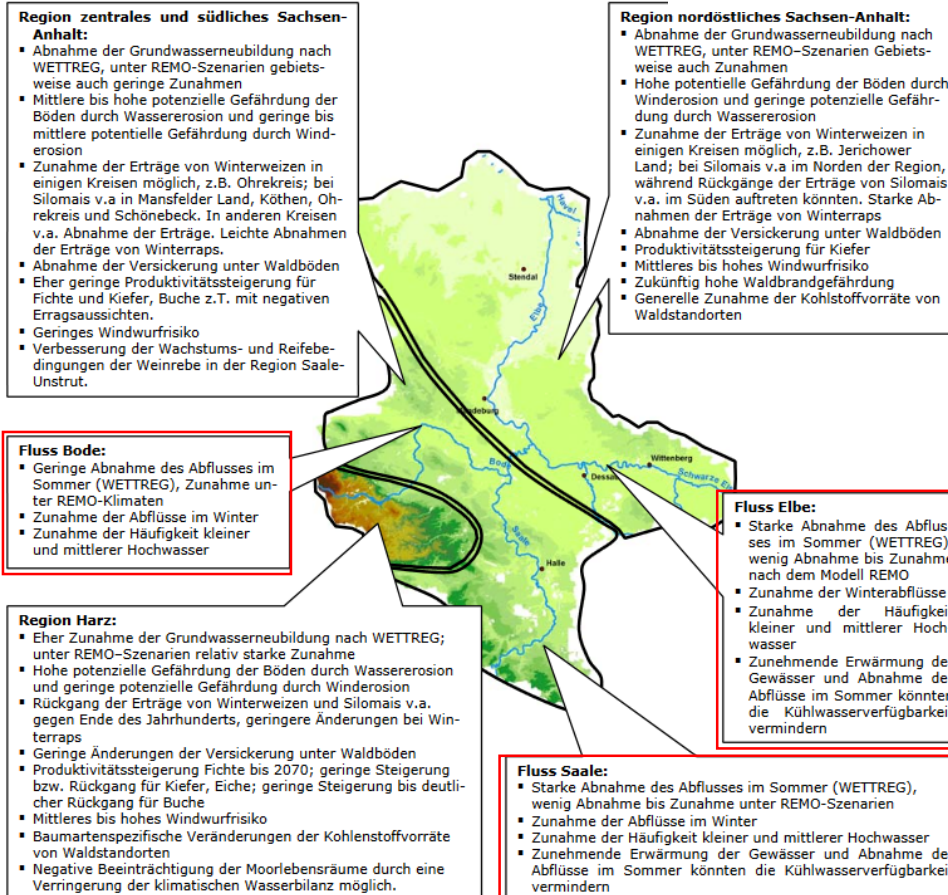 Region zentrales und südliches Sachsen-
Anhalt:
▪ Abnahme der Grundwasserneubildung nach
WETTREG, unter REMO-Szenarien gebiets-
weise auch geringe Zunahmen
▪ Mittlere bis hohe potenzielle Gefährdung der
Böden durch Wassererosion und geringe bis
mittlere potentielle Gefährdung durch Wind-
erosion
▪ Zunahme der Erträge von Winterweizen in
einigen Kreisen möglich, z.B. Ohrekreis; bei
Silomais v.a in Mansfelder Land, Köthen, Oh-
rekreis und Schönebeck. In anderen Kreisen
v.a. Abnahme der Erträge. Leichte Abnahmen
der Erträge von Winterraps.
▪ Abnahme der Versickerung unter Waldböden
▪ Eher geringe Produktivitätssteigerung für
Fichte und Kiefer, Buche z.T. mit negativen
Erragsaussichten.
▪ Geringes Windwurfrisiko
▪ Verbesserung der Wachstums- und Reifebe-
dingungen der Weinrebe in der Region Saale-
Unstrut.
Region nordöstliches Sachsen-Anhalt:
▪ Abnahme der Grundwasserneubildung nach
WETTREG, unter REMO–Szenarien Gebiets-
weise auch Zunahmen
▪ Hohe potentielle Gefährdung der Böden durch
Winderosion und geringe potenzielle Gefähr-
dung durch Wassererosion
▪ Zunahme der Erträge von Winterweizen in
einigen Kreisen möglich, z.B. Jerichower
Land; bei Silomais v.a im Norden der Region,
während Rückgänge der Erträge von Silomais
v.a. im Süden auftreten könnten. Starke Ab-
nahmen der Erträge von Winterraps
▪ Abnahme der Versickerung unter Waldböden
▪ Produktivitätssteigerung für Kiefer
▪ Mittleres bis hohes Windwurfrisiko
▪ Zukünftig hohe Waldbrandgefährdung
▪ Generelle Zunahme der Kohlstoffvorräte von
Waldstandorten
Havel
Stendal
Elbe
Bode
Wittenberg
Schwarze El
Dessau
Saale
Halle
Fluss Bode:
▪ Geringe Abnahme des Abflusses im
Sommer (WETTREG), Zunahme un-
ter REMO-Klimaten
▪ Zunahme der Abflüsse im Winter
▪ Zunahme der Häufigkeit kleiner
und mittlerer Hochwasser
Fluss Elbe:
▪ Starke Abnahme des Abflus-
ses im Sommer (WETTREG)
wenig Abnahme bis Zunahme
nach dem Modell REMO
▪ Zunahme der Winterabflüsse
▪ Zunahme der Häufigkei
kleiner und mittlerer Hoch
wasser
▪ Zunehmende Erwärmung de
Gewässer und Abnahme de
Abflüsse im Sommer könnten
die Kühlwasserverfügbarkei
vermindern
Region Harz:
▪ Eher Zunahme der Grundwasserneubildung nach WETTREG;
unter REMO–Szenarien relativ starke Zunahme
▪ Hohe potenzielle Gefährdung der Böden durch Wassererosion
und geringe potenzielle Gefährdung durch Winderosion
▪ Rückgang der Erträge von Winterweizen und Silomais v.a.
gegen Ende des Jahrhunderts, geringere Änderungen bei Win-
terraps
▪ Geringe Änderungen der Versickerung unter Waldböden
▪ Produktivitätssteigerung Fichte bis 2070; geringe Steigerung
bzw. Rückgang für Kiefer, Eiche; geringe Steigerung bis deutli-
cher Rückgang für Buche
▪ Mittleres bis hohes Windwurfrisiko
▪ Baumartenspezifische Veränderungen der Kohlenstoffvorräte
von Waldstandorten
▪ Negative Beeinträchtigung der Moorlebensräume durch eine
Verringerung der klimatischen Wasserbilanz möglich.
Fluss Saale:
▪ Starke Abnahme des Abflusses im Sommer (WETTREG),
wenig Abnahme bis Zunahme unter REMO-Szenarien
▪ Zunahme der Abflüsse im Winter
▪ Zunahme der Häufigkeit kleiner und mittlerer Hochwasser
▪ Zunehmende Erwärmung der Gewässer und Abnahme de
Abflüsse im Sommer könnten die Kühlwasserverfügbarkei
vermindern